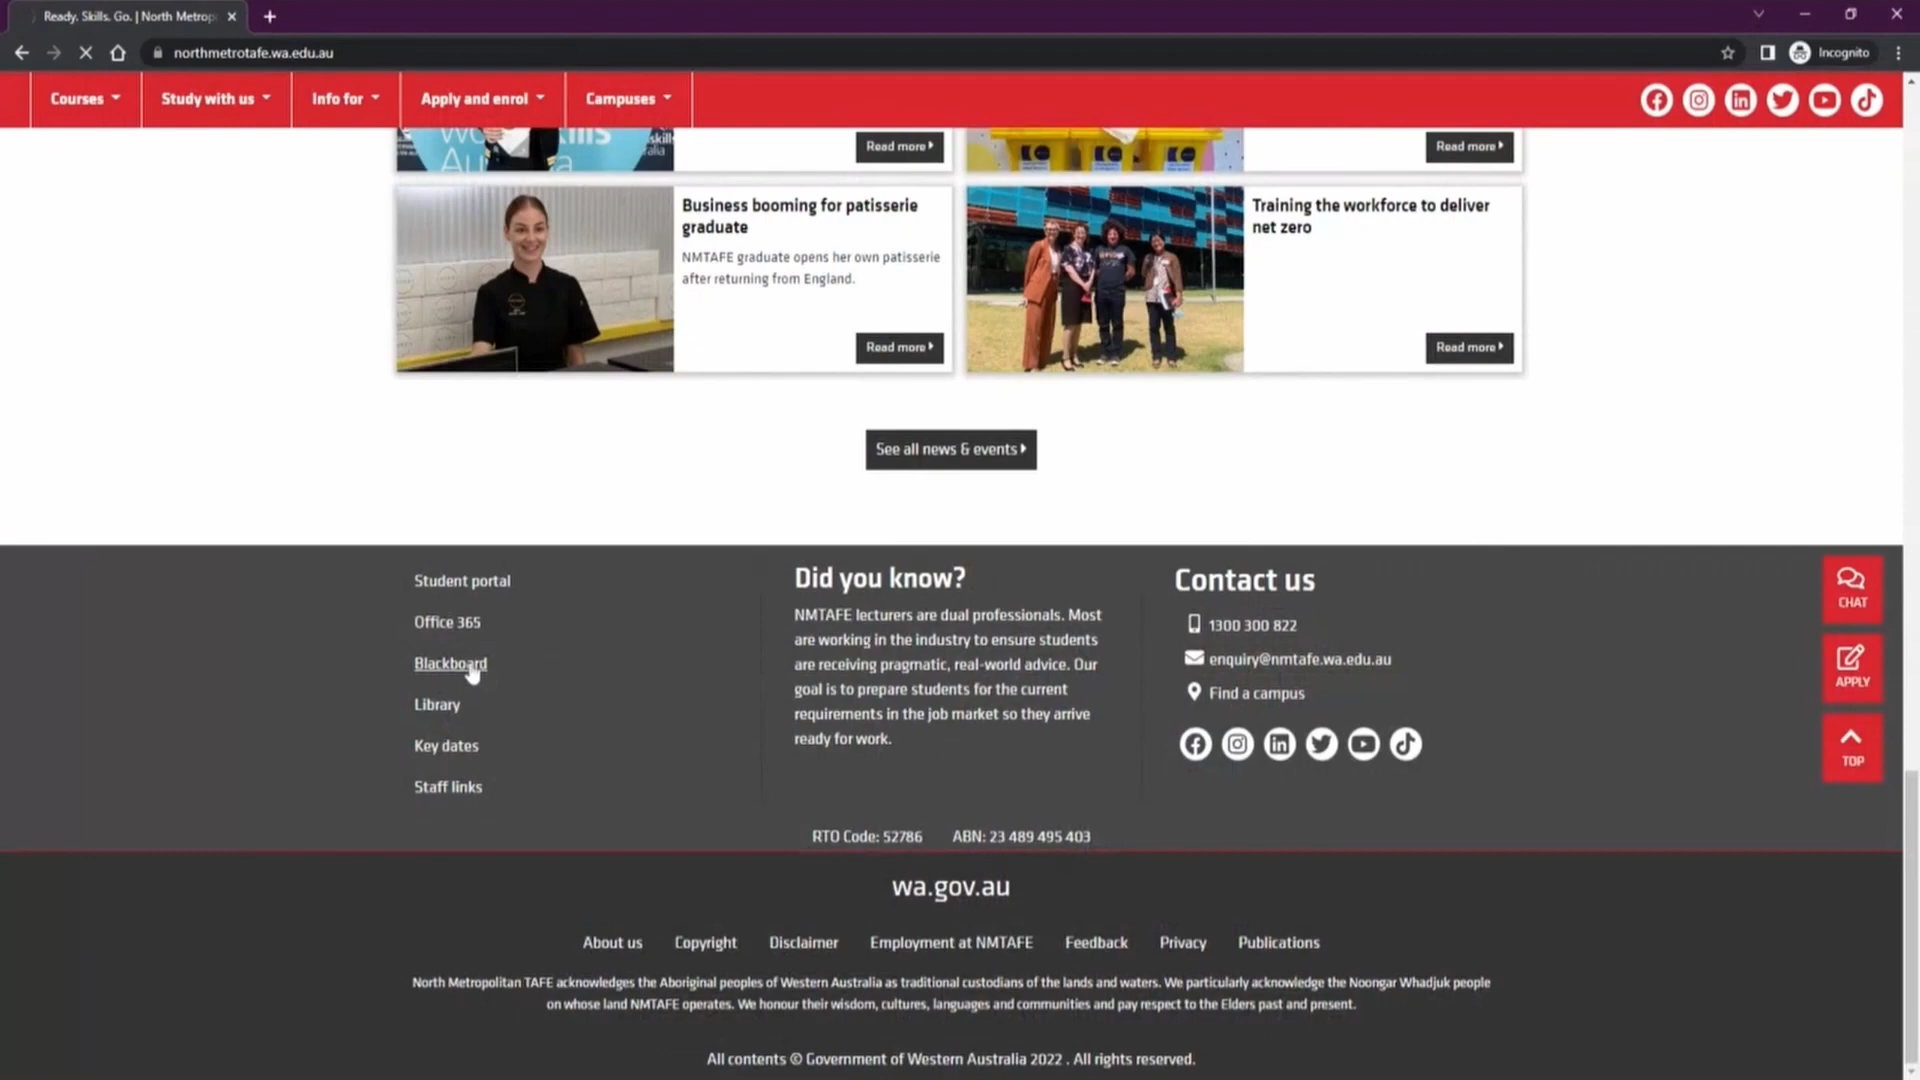 Ready. Skills. Go. | North Metrop
northmetrotafe.wa.edu.au
Incognito
Courses
Study with us
Info for
Apply and enrol
Campuses
Read more
Read more
Business booming for patisserie
graduate
NMTAFE graduate opens her own patisserie
after returning from England.
Read more
Training the workforce to deliver
net zero
Read more
See all news & events
Student portal
Office 365
Blackboard
Library
Key dates
Staff links
Did you know?
NMTAFE lecturers are dual professionals. Most
are working in the industry to ensure students
are receiving pragmatic, real-world advice. Our
goal is to prepare students for the current
requirements in the job market so they arrive
ready for work.
Contact us
1300 300 822
enquiry@nmtafe.wa.edu.au
Find a campus
CHAT
APPLY
TOP
RTO Code: 52786 ABN: 23 489 495 403
wa.gov.au
About us Copyright Disclaimer Employment at NMTAFE Feedback Privacy Publications
North Metropolitan TAFE acknowledges the Aboriginal peoples of Western Australia as traditional custodians of the lands and waters. We particularly acknowledge the Noongar Whadjuk people
on whose land NMTAFE operates. We honour their wisdom, cultures, languages and communities and pay respect to the Elders past and present.
All contents © Government of Western Australia 2022 . All rights reserved.